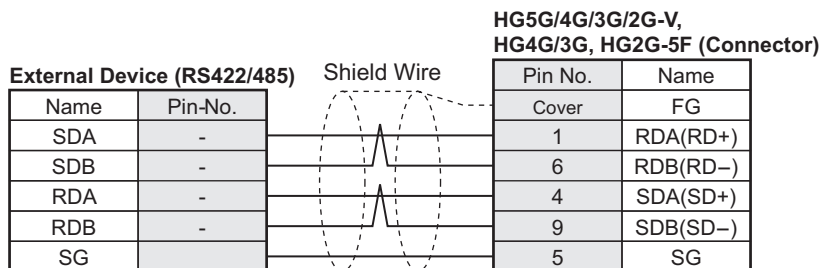 HG5G/4G/3G/2G-V,
HG4G/3G, HG2G-5F (Connector)
External Device (RS422/485) Shield Wire Pin No. Name
Name Pin-No. Cover FG
SDA - 1 RDA(RD+)
SDB - 6 RDB(RD−)
RDA - 4 SDA(SD+)
RDB - 9 SDB(SD−)
SG 5 SG